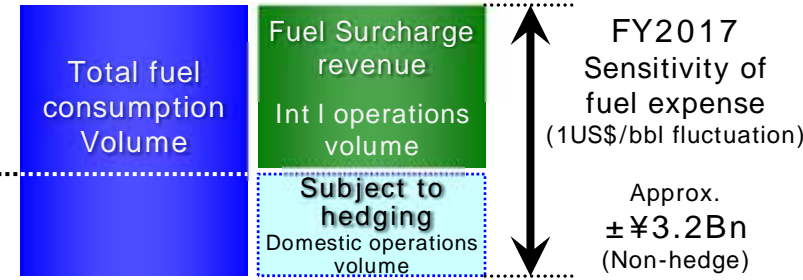 Total fuel
consumption
Volume
Fuel Surcharge
revenue
Int l operations
volume
Subject to
hedging
Domestic operations
volume
FY2017
Sensitivity of
fuel expense
(1US$/bbl fluctuation)
Approx.
±¥3.2Bn
(Non-hedge)